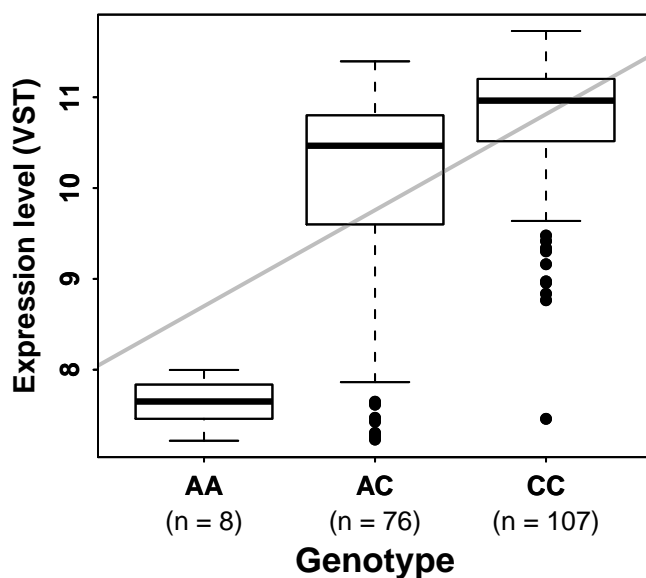 Expression level (VST)
11
10
9
8
AA
AC
CC
(n = 8)
(n = 76)
(n = 107)
Genotype